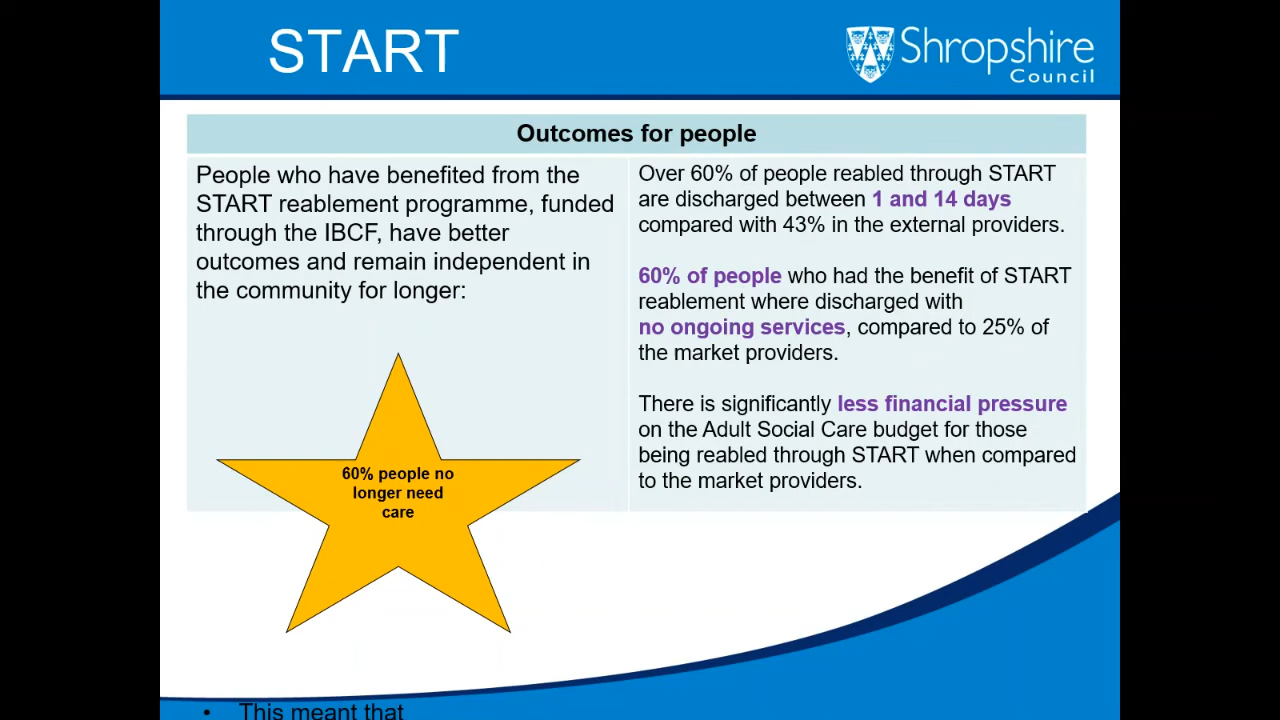 START
Shropshire
Council
Outcomes for people
People who have benefited from the
START reablement programme, funded
through the IBCF, have better
outcomes and remain independent in
the community for longer:
60% people no
longer need
care
Over 60% of people reabled through START
are discharged between 1 and 14 days
compared with 43% in the external providers.
60% of people who had the benefit of START
reablement where discharged with
no ongoing services, compared to 25% of
the market providers.
There is significantly less financial pressure
on the Adult Social Care budget for those
being reabled through START when compared
to the market providers.
• This meant that